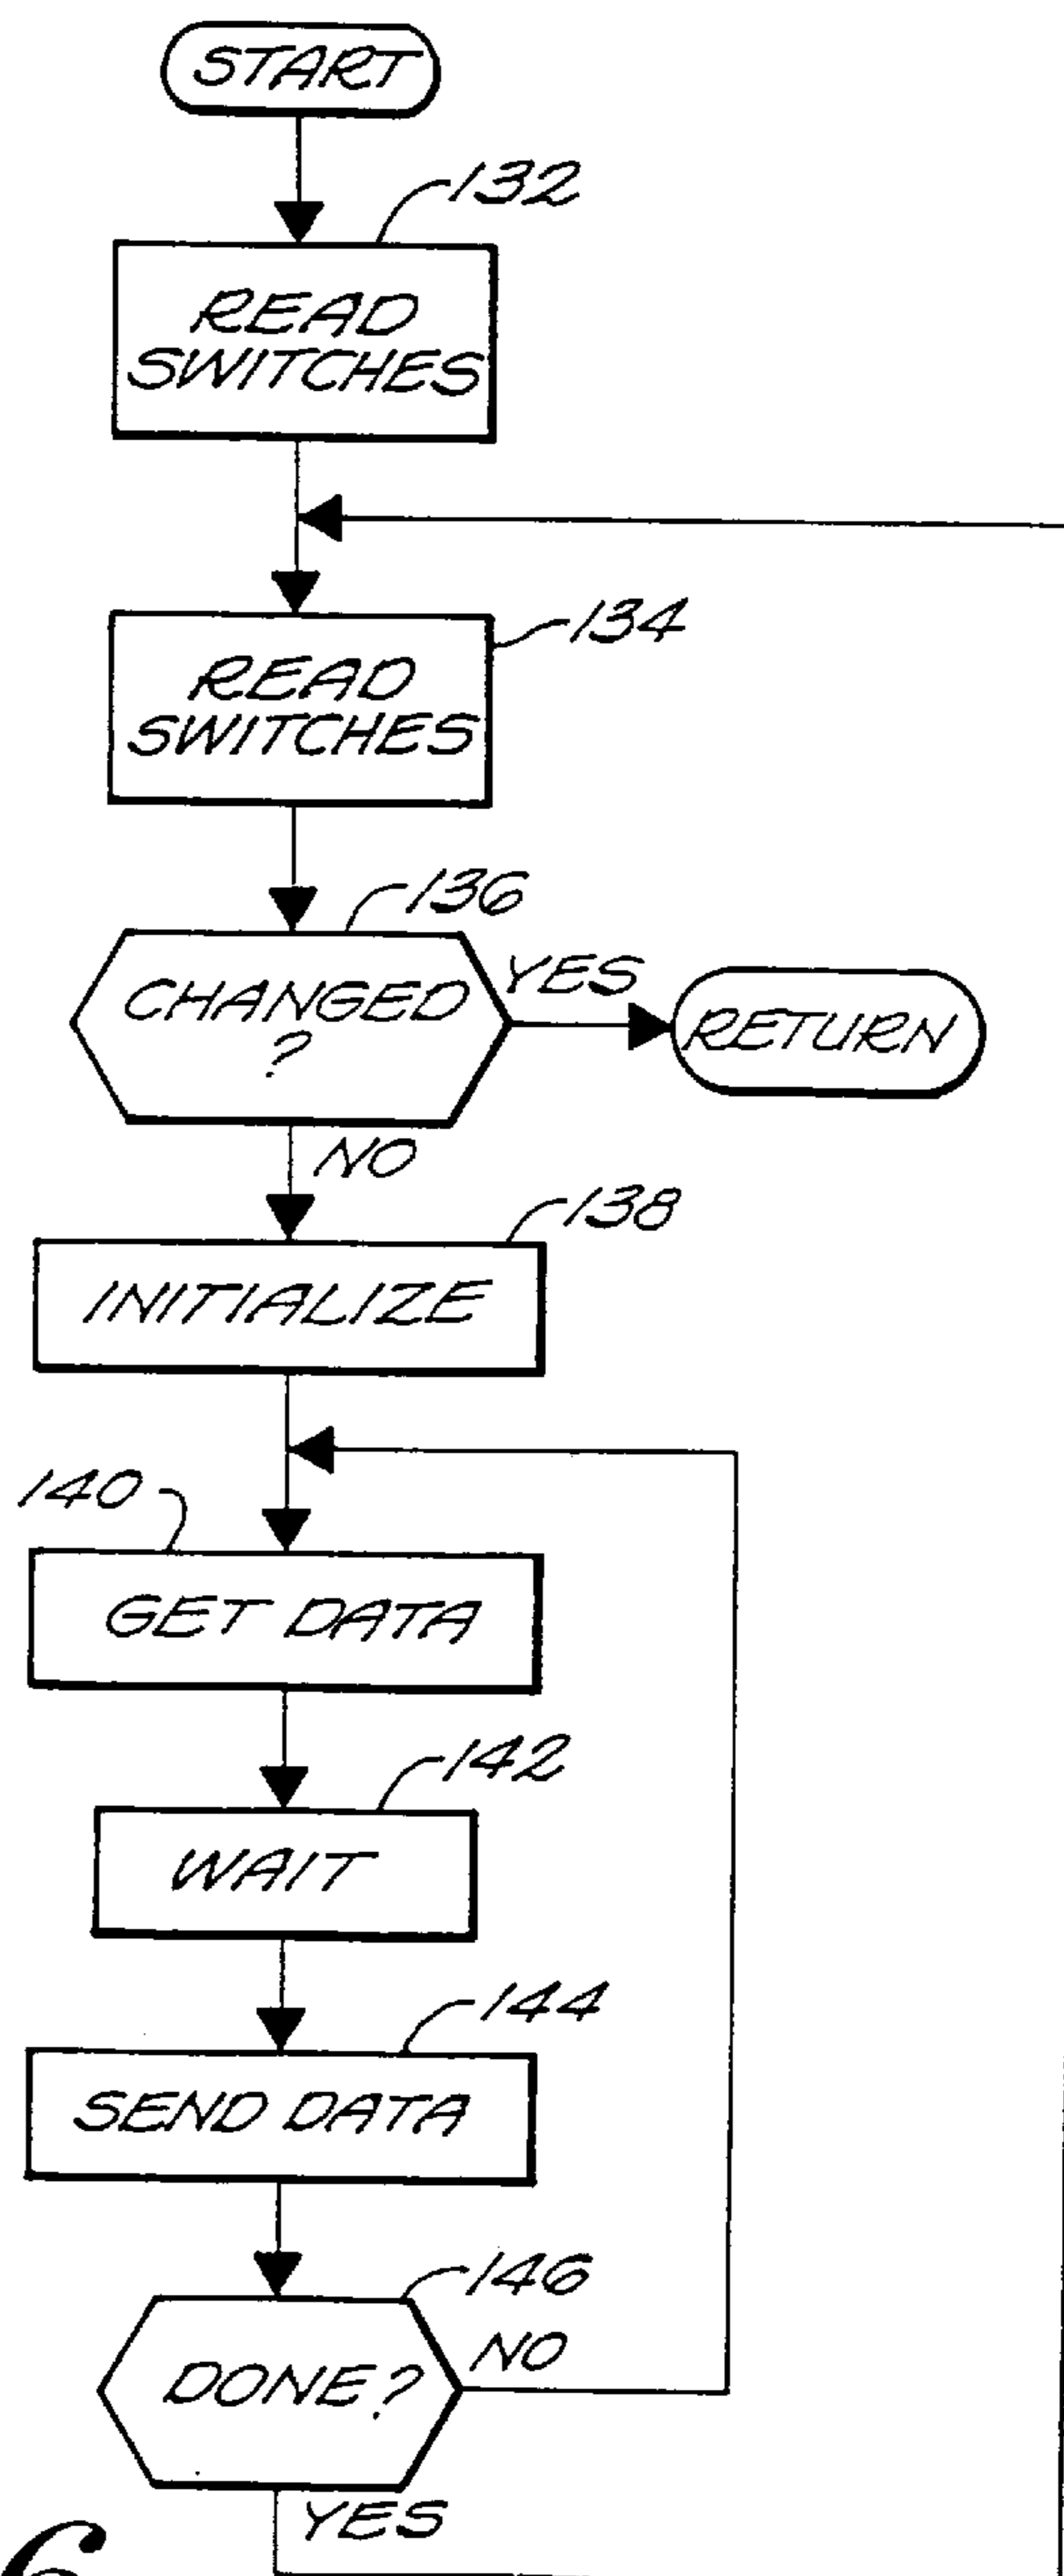 START
132
READ
SWITCHES
134
READ
SWITCHES
136
CHANGED
?
YES
RETURN
NO
138
INITIALIZE
140
GET DATA
142
WAIT
144
SEND DATA
146
DONE?
NO
YES
6